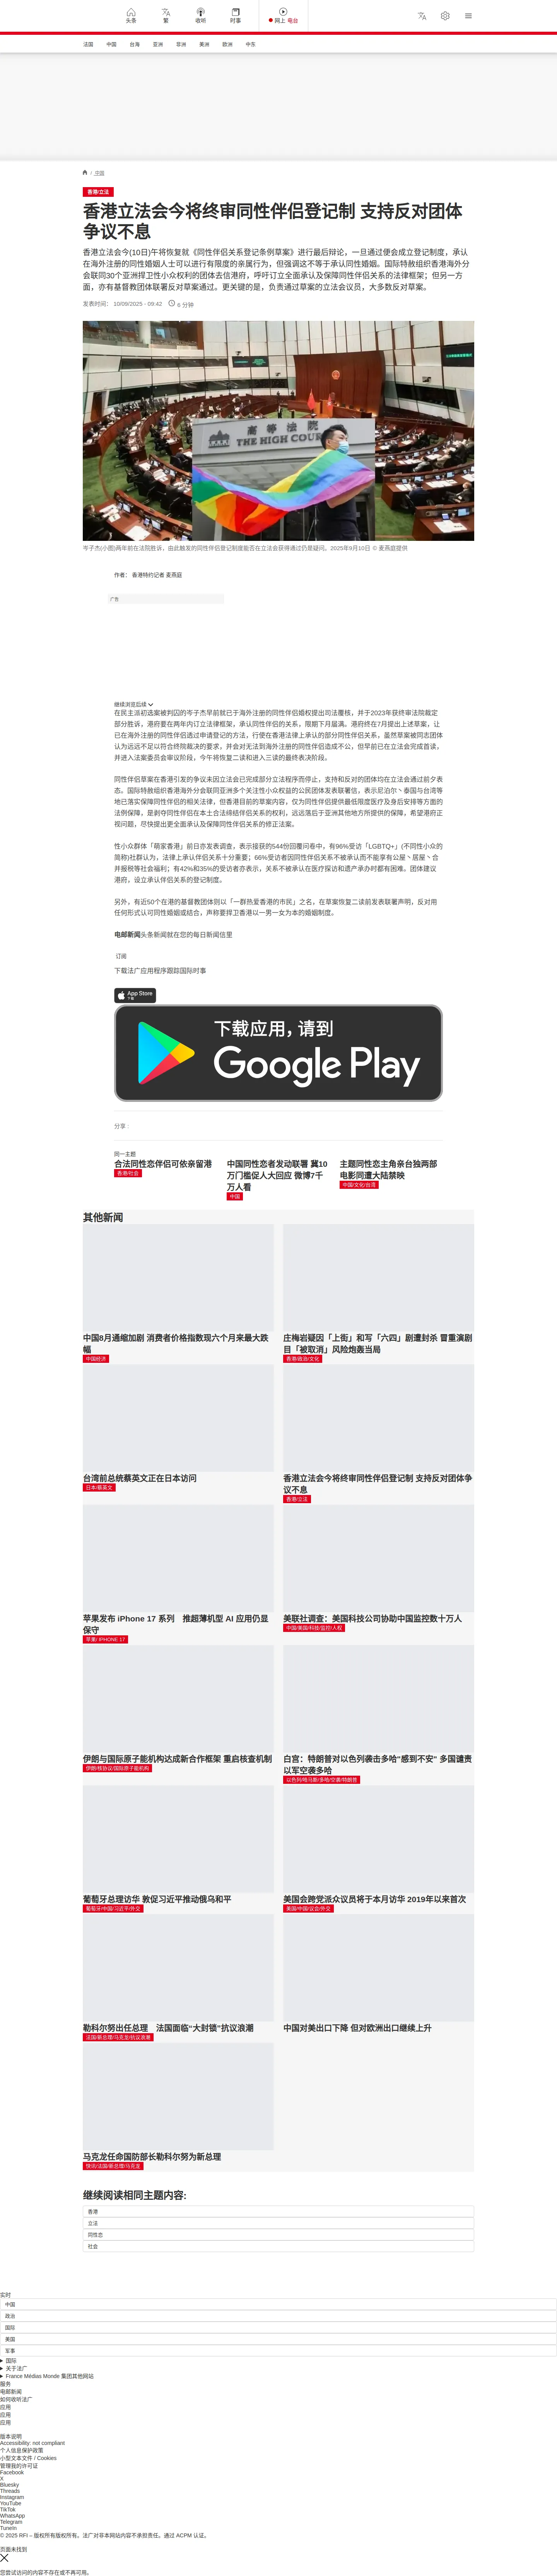 头条
繁
收听
时事
网上 电台
法国
中国
台海
亚洲
非洲
美洲
欧洲
中东
/ 中国
香港/立法
香港立法会今将终审同性伴侣登记制 支持反对团体
争议不息
香港立法会今(10日)午将恢复就《同性伴侣关系登记条例草案》进行最后辩论，一旦通过便会成立登记制度，承认
在海外注册的同性婚姻人士可以进行有限度的亲属行为，但强调这不等于承认同性婚姻。国际特赦组织香港海外分
会联同30个亚洲捍卫性小众权利的团体去信港府，呼吁订立全面承认及保障同性伴侣关系的法律框架；但另一方
面，亦有基督教团体联署反对草案通过。更关键的是，负责通过草案的立法会议员，大多数反对草案。
发表时间： 10/09/2025 - 09:42
6 分钟
高等法院
THE HIGH COURT
岑子杰(小图)两年前在法院胜诉，由此触发的同性伴侣登记制度能否在立法会获得通过仍是疑问。2025年9月10日 © 麦燕庭提供
作者： 香港特约记者 麦燕庭
广告
继续浏览后续
在民主派初选案被判囚的岑子杰早前就已于海外注册的同性伴侣婚权提出司法覆核，并于2023年获终审法院裁定
部分胜诉，港府要在两年内订立法律框架，承认同性伴侣的关系，限期下月届满。港府终在7月提出上述草案，让
已在海外注册的同性伴侣透过申请登记的方法，行使在香港法律上承认的部分同性伴侣关系，虽然草案被同志团体
认为远远不足以符合终院裁决的要求，并会对无法到海外注册的同性伴侣造成不公，但早前已在立法会完成首读，
并进入法案委员会审议阶段，今午将恢复二读和进入三读的最终表决阶段。
同性伴侣草案在香港引发的争议未因立法会已完成部分立法程序而停止，支持和反对的团体均在立法会通过前夕表
态。国际特赦组织香港海外分会联同亚洲多个关注性小众权益的公民团体发表联署信，表示尼泊尔丶泰国与台湾等
地已落实保障同性伴侣的相关法律，但香港目前的草案内容，仅为同性伴侣提供最低限度医疗及身后安排等方面的
法例保障，是剥夺同性伴侣在本土合法缔结伴侣关系的权利，远远落后于亚洲其他地方所提供的保障，希望港府正
视问题，尽快提出更全面承认及保障同性伴侣关系的修正法案。
性小众群体「萌家香港」前日亦发表调查，表示接获的544份回覆问卷中，有96%受访「LGBTQ+」(不同性小众的
简称)社群认为，法律上承认伴侣关系十分重要；66%受访者因同性伴侣关系不被承认而不能享有公屋丶居屋丶合
并报税等社会福利；有42%和35%的受访者亦表示，关系不被承认在医疗探访和遗产承办时都有困难。团体建议
港府，设立承认伴侣关系的登记制度。
另外，有近50个在港的基督教团体则以「一群热爱香港的市民」之名，在草案恢复二读前发表联署声明，反对用
任何形式认可同性婚姻或结合，声称要捍卫香港以一男一女为本的婚姻制度。
电邮新闻头条新闻就在您的每日新闻信里
订阅
下载法广应用程序跟踪国际时事
App Store
下载
下载应用，请到
Google Play
分享 :
同一主题
合法同性恋伴侣可依亲留港
香港/社会
中国同性恋者发动联署 冀10
万门槛促人大回应 微博7千
万人看
中国
主题同性恋主角亲台独两部
电影同遭大陆禁映
中国/文化/台湾
其他新闻
中国8月通缩加剧 消费者价格指数现六个月来最大跌
幅
中国经济
庄梅岩疑因「上街」和写「六四」剧遭封杀 冒重演剧
目「被取消」风险炮轰当局
香港/政治/文化
台湾前总统蔡英文正在日本访问
日本/蔡英文
香港立法会今将终审同性伴侣登记制 支持反对团体争
议不息
香港/立法
苹果发布 iPhone 17 系列 推超薄机型 AI 应用仍显
保守
苹果/ IPHONE 17
美联社调查：美国科技公司协助中国监控数十万人
中国/美国/科技/监控/人权
伊朗与国际原子能机构达成新合作框架 重启核查机制
伊朗/核协议/国际原子能机构
白宫：特朗普对以色列袭击多哈"感到不安" 多国谴责
以军空袭多哈
以色列/哈马斯/多哈/空袭/特朗普
葡萄牙总理访华 敦促习近平推动俄乌和平
葡萄牙/中国/习近平/外交
美国会跨党派众议员将于本月访华 2019年以来首次
美国/中国/议会/外交
勒科尔努出任总理 法国面临“大封锁”抗议浪潮
法国/新总理/马克龙/抗议浪潮
中国对美出口下降 但对欧洲出口继续上升
马克龙任命国防部长勒科尔努为新总理
快讯/法国/新总理/马克龙
继续阅读相同主题内容:
香港
立法
同性恋
社会
实时
中国
政治
国际
美国
军事
国际
关于法广
France Médias Monde 集团其他网站
服务
电邮新闻
如何收听法广
应用
应用
应用
版本说明
Accessibility: not compliant
个人信息保护政策
小型文本文件 / Cookies
管理我的许可证
Facebook
X
Bluesky
Threads
Instagram
YouTube
TikTok
WhatsApp
Telegram
TuneIn
© 2025 RFI – 版权所有版权所有。法广对非本网站内容不承担责任。通过 ACPM 认证。
页面未找到
您尝试访问的内容不存在或不再可用。